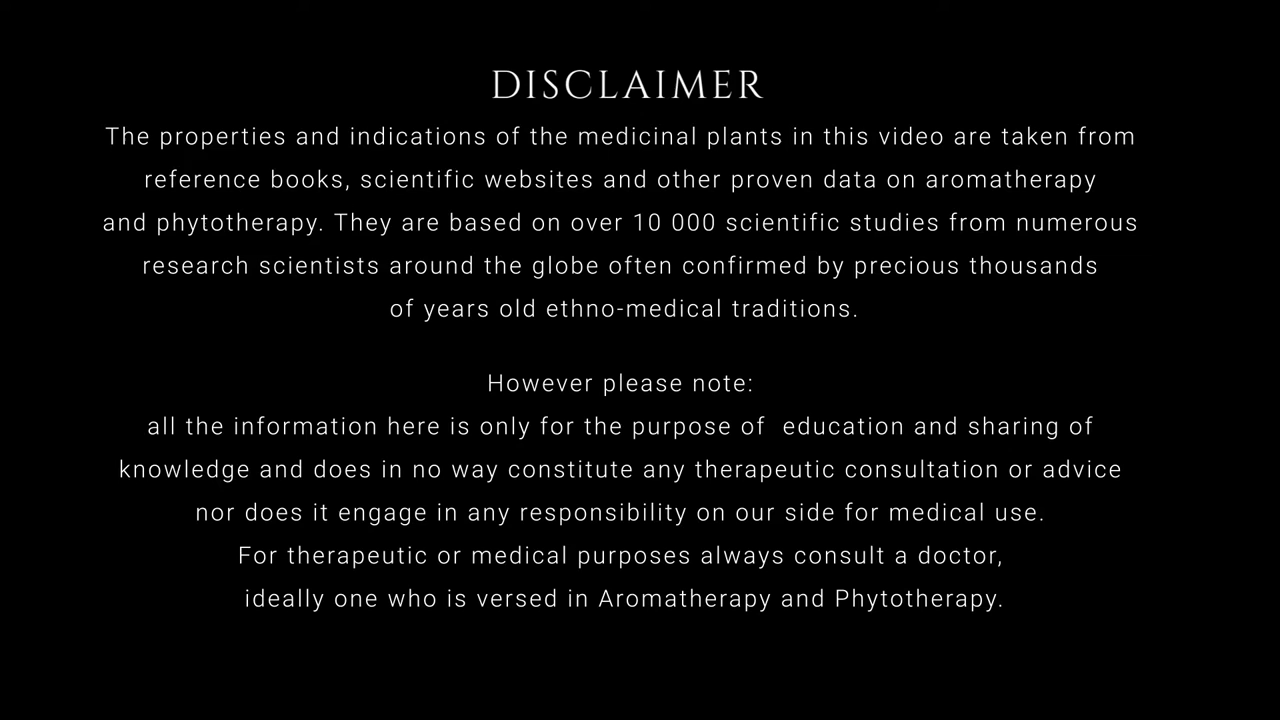 DISCLAIMER
The properties and indications of the medicinal plants in this video are taken from
reference books, scientific websites and other proven data on aromatherapy
and phytotherapy. They are based on over 10 000 scientific studies from numerous
research scientists around the globe often confirmed by precious thousands
of years old ethno-medical traditions.
However please note:
all the information here is only for the purpose of  education and sharing of
knowledge and does in no way constitute any therapeutic consultation or advice
nor does it engage in any responsibility on our side for medical use.
For therapeutic or medical purposes always consult a doctor,
ideally one who is versed in Aromatherapy and Phytotherapy.